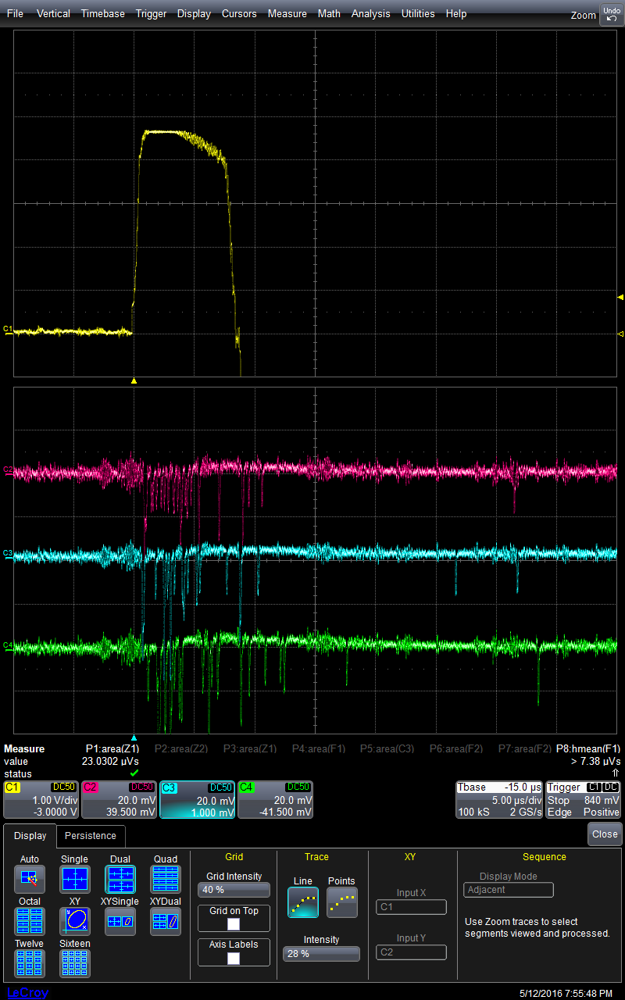 File Vertical Timebase Trigger Display Cursors Measure Math Analysis Utilities Help Zoom Undo
C1
C2
C3
C4
Measure P1:area(Z1) P2:area(Z2) P3:area(Z1) P4:area(F1) P5:area(C3) P6:area(F2) P7:area(F2) P8:hmean(F1)
value 23.0302 µVs > 7.38 µVs
status
C1 DC50 C2 DC50 C3 DC50 C4 DC50 Tbase -15.0 µs Trigger C1 DC
1.00 V/div 20.0 mV 20.0 mV 20.0 mV 5.00 µs/div Stop 840 mV
-3.0000 V 39.500 mV 1.000 mV -41.500 mV 100 kS 2 GS/s Edge Positive
Display Persistence Close
Auto Single Dual Quad
Octal XY XYSingle XYDual
Twelve Sixteen
Grid
Grid Intensity
40 %
Grid on Top
Axis Labels
Trace
Line Points
Intensity
28 %
XY
Input X
C1
Input Y
C2
Sequence
Display Mode
Adjacent
Use Zoom traces to select
segments viewed and processed.
LeCroy 5/12/2016 7:55:48 PM